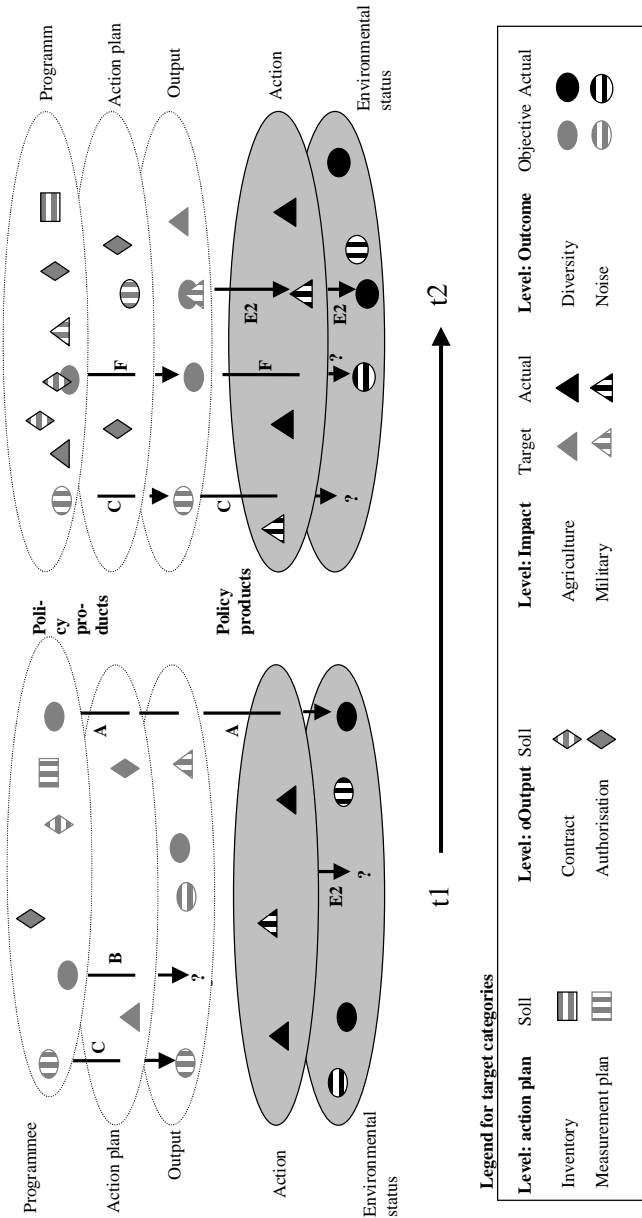 Programmee
Action plan
Output
Action
Environmental
status
C
B
?
A
A
E2
?
Poli-
cy
pro-
ducts
Policy
products
Programm
Action plan
Output
Action
Environmental
status
C
C
?
F
F
?
E2
E2
t1
t2
Legend for target categories
Level: action plan Soll
Inventory
Measurement plan
Level: oOutput Soll
Contract
Authorisation
Level: Impact Target Actual
Agriculture
Military
Level: Outcome Objective Actual
Diversity
Noise